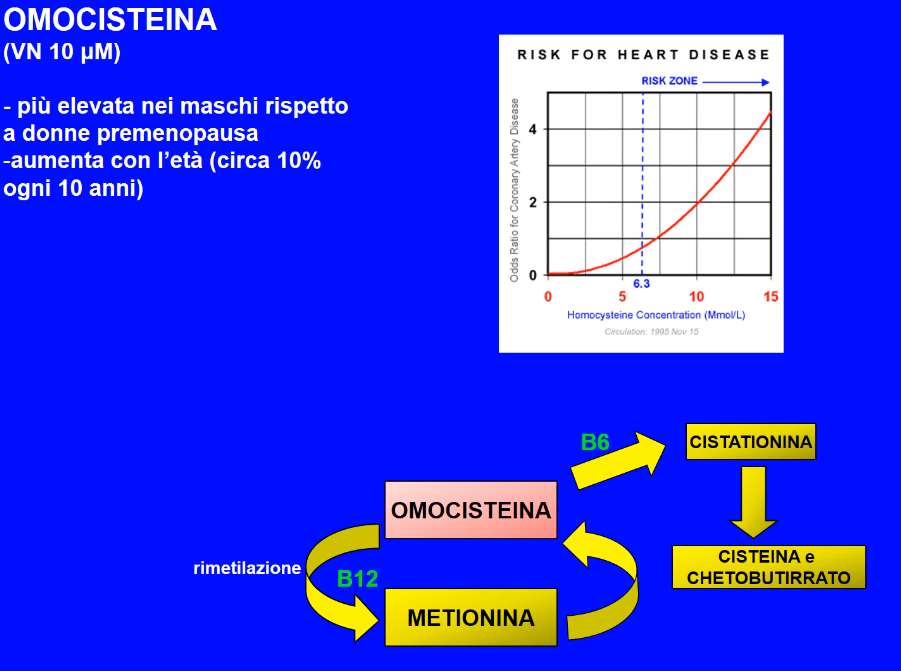 OMOCISTEINA
(VN 10 µM)
- più elevata nei maschi rispetto
a donne premenopausa
-aumenta con l'età (circa 10%
ogni 10 anni)
RISK FOR HEART DISEASE
RISK ZONE
Odds Ratio for Coronary Artery Disease
4
2
0
6.3
0 5 10 15
Homocysteine Concentration (Mmol/L)
Circulation: 1995 Nov 15
B6
CISTATIONINA
OMOCISTEINA
CISTEINA e
CHETOBUTIRRATO
rimetilazione
B12
METIONINA